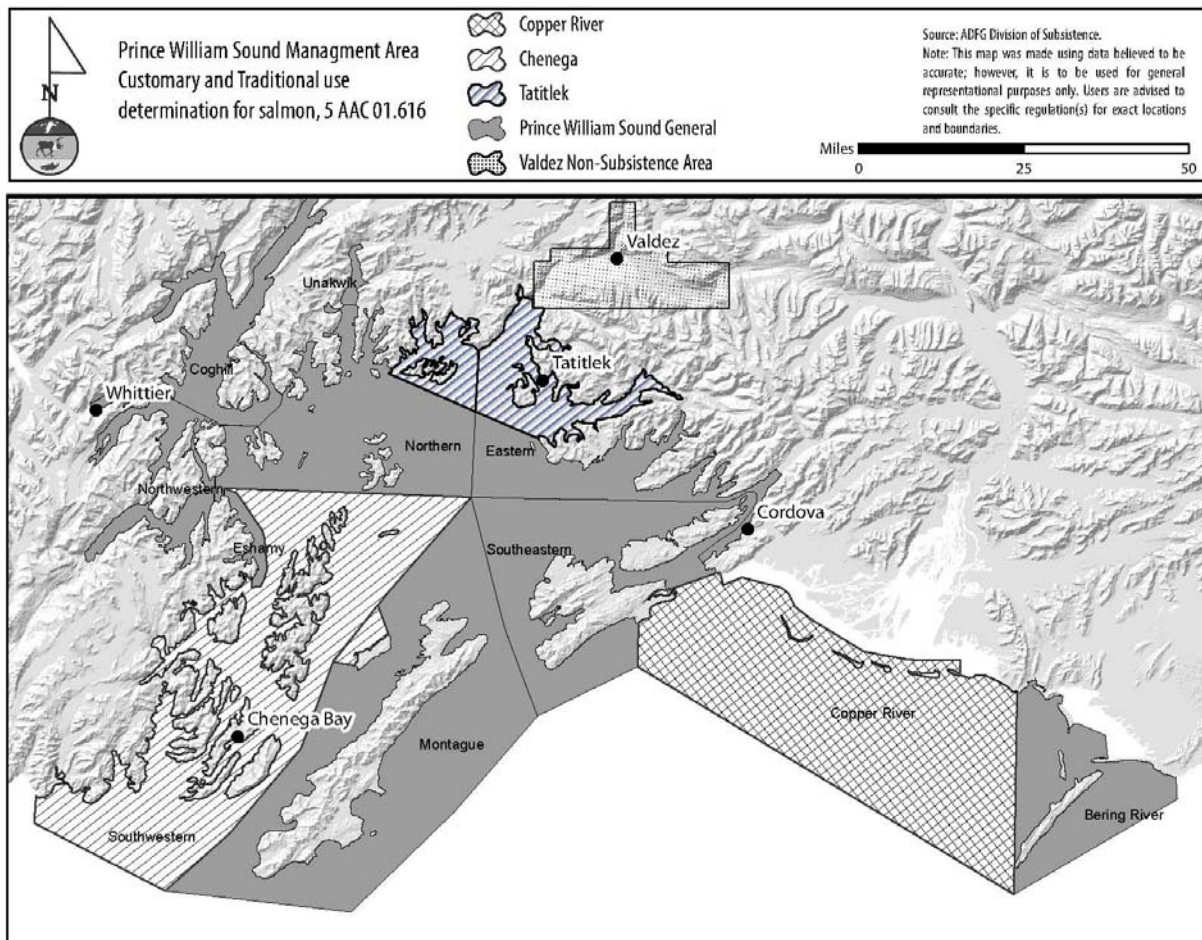 N
Prince William Sound Managment Area
Customary and Traditional use
determination for salmon, 5 AAC 01.616
Copper River
Chenega
Tatitlek
Prince William Sound General
Valdez Non-Subsistence Area
Source: ADFG Division of Subsistence.
Note: This map was made using data believed to be
accurate; however, it is to be used for general
representational purposes only. Users are advised to
consult the specific regulation(s) for exact locations
and boundaries.
Miles
0 25 50
Valdez
Unakwik
Coghill
Tatitlek
Whittier
Northern
Eastern
Northwestern
Cordova
Eshamy
Southeastern
Copper River
Chenega Bay
Montague
Bering River
Southwestern